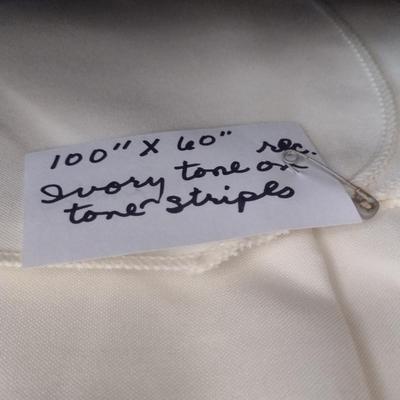 100" X 60" rec.
Ivory tone on
tone stripes